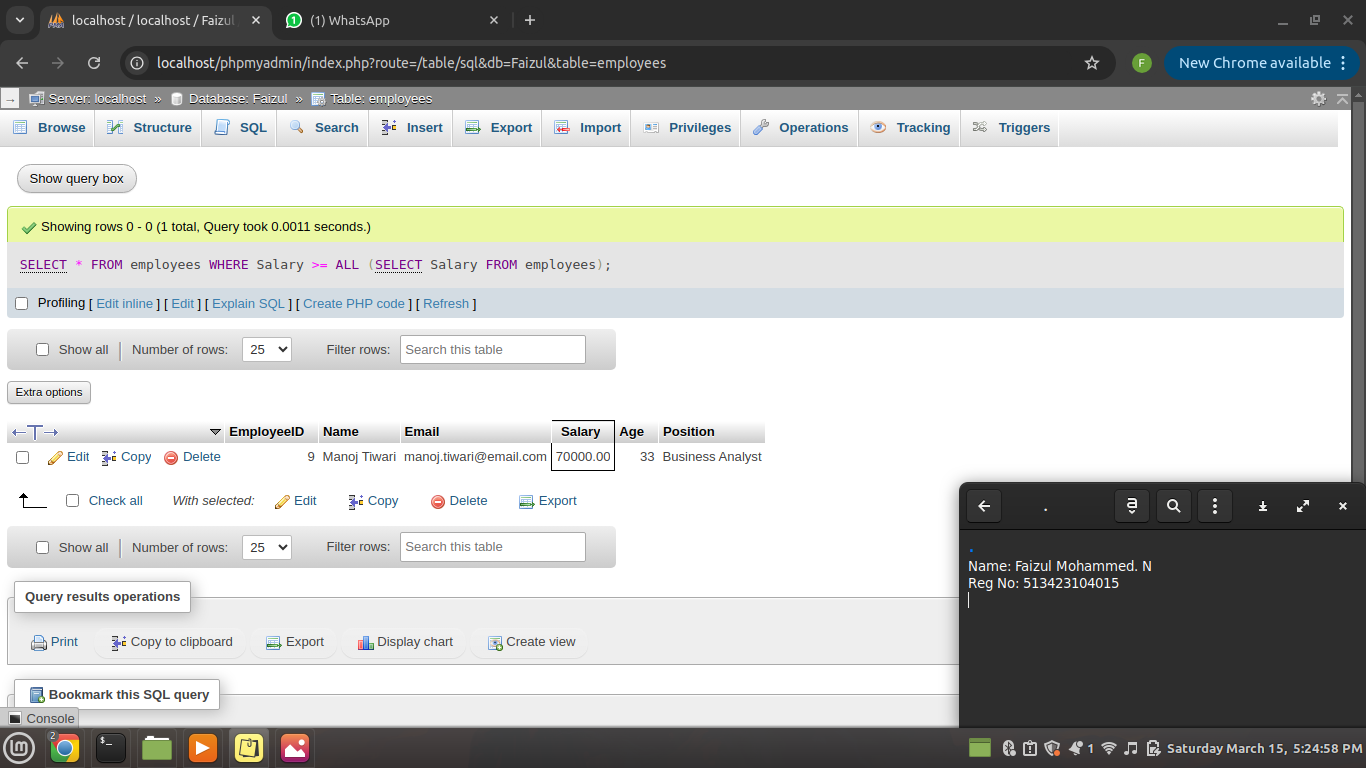 localhost / localhost / Faizul
(1) WhatsApp
localhost/phpmyadmin/index.php?route=/table/sql&db=Faizul&table=employees
F
New Chrome available
Server: localhost » Database: Faizul » Table: employees
Browse Structure SQL Search Insert Export Import Privileges Operations Tracking Triggers
Show query box
Showing rows 0 - 0 (1 total, Query took 0.0011 seconds.)
SELECT * FROM employees WHERE Salary >= ALL (SELECT Salary FROM employees);
Profiling [ Edit inline ] [ Edit ] [ Explain SQL ] [ Create PHP code ] [ Refresh ]
Show all Number of rows: 25 Filter rows: Search this table
Extra options
EmployeeID Name Email Salary Age Position
Edit Copy Delete 9 Manoj Tiwari manoj.tiwari@email.com 70000.00 33 Business Analyst
Check all With selected: Edit Copy Delete Export
Show all Number of rows: 25 Filter rows: Search this table
Query results operations
Print Copy to clipboard Export Display chart Create view
Bookmark this SQL query
Console
.
.
Name: Faizul Mohammed. N
Reg No: 513423104015
2
1
Saturday March 15, 5:24:58 PM